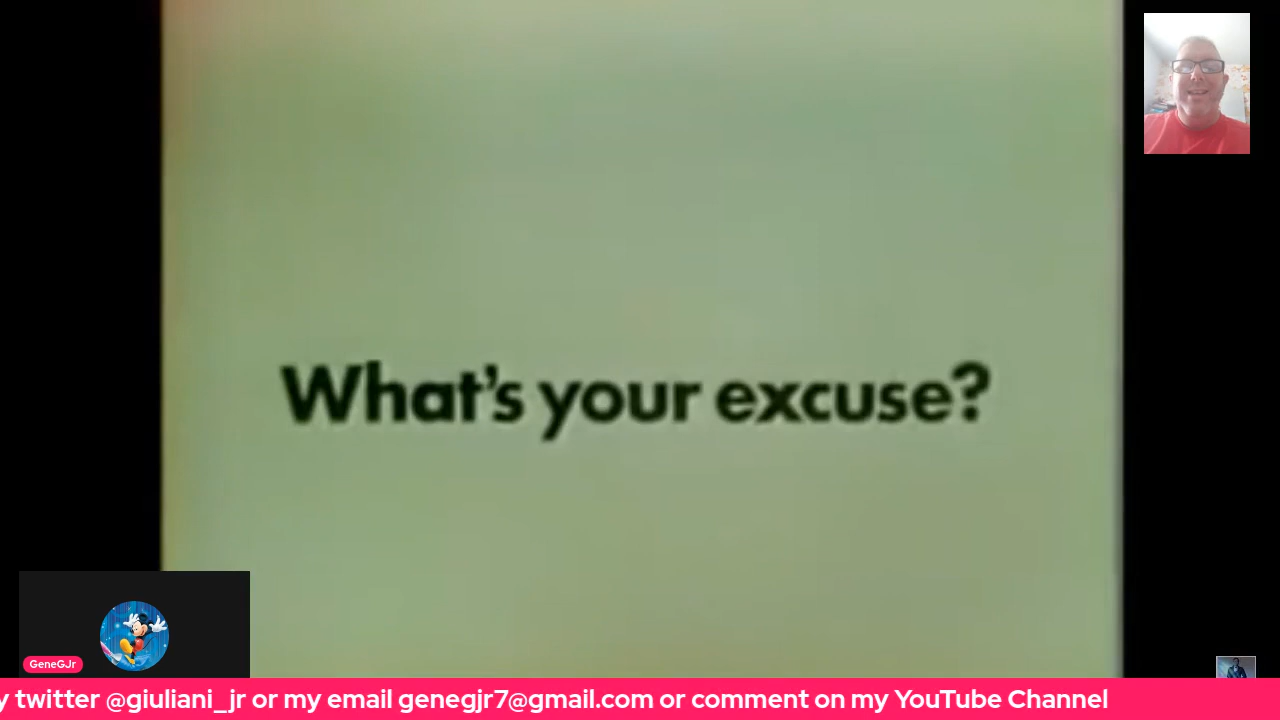 What's your excuse?
GeneGJr
y twitter @giuliani_jr or my email genegjr7@gmail.com or comment on my YouTube Channel